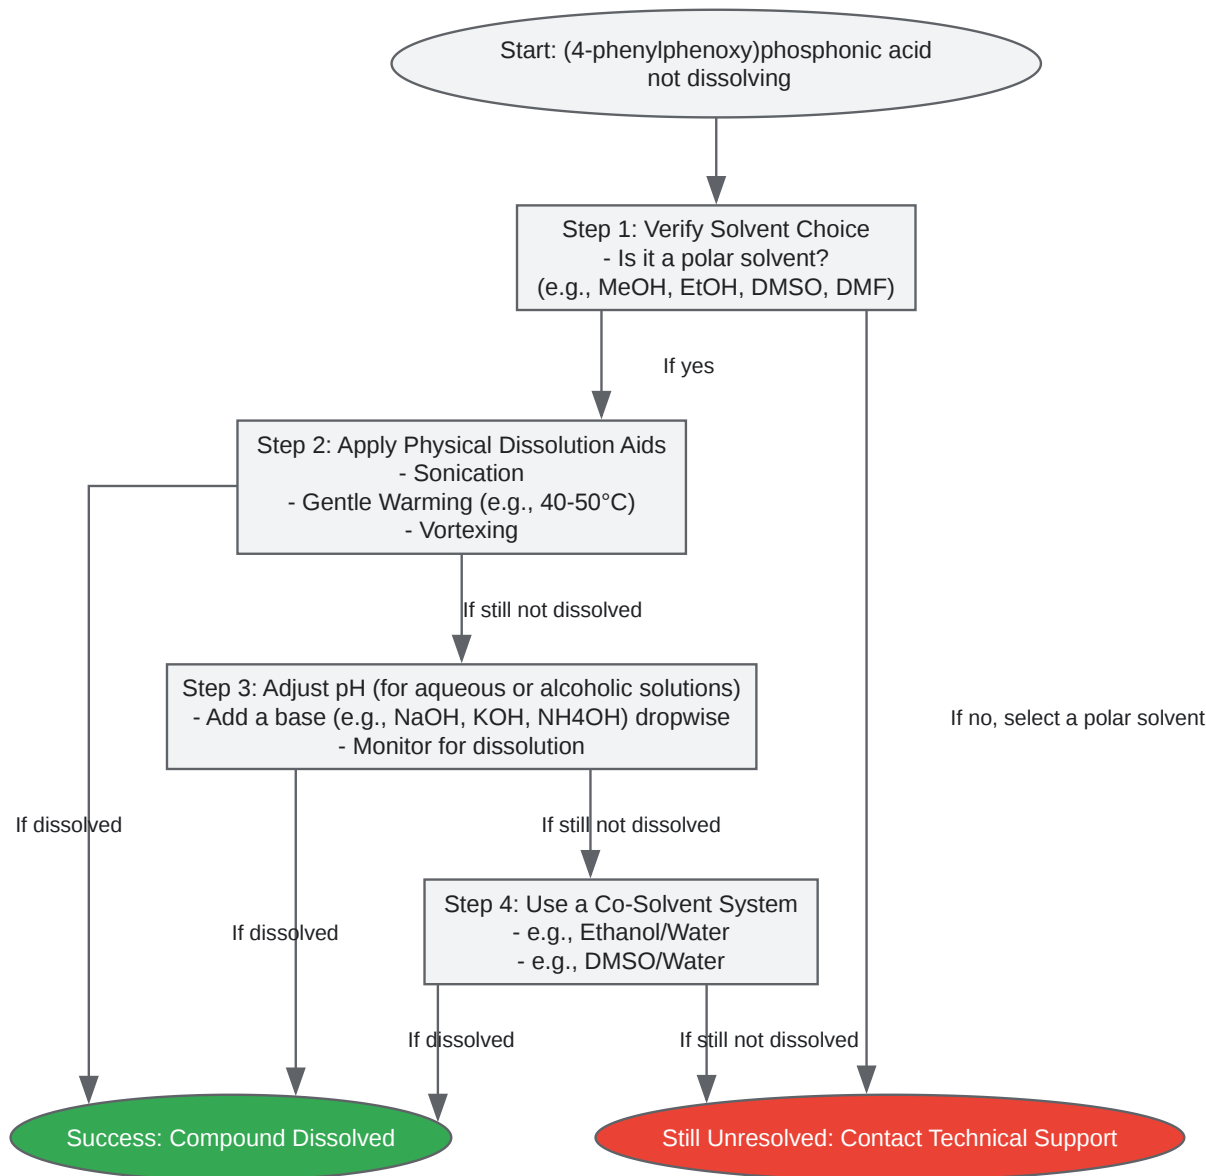 Start: (4-phenylphenoxy)phosphonic acid
not dissolving
Step 1: Verify Solvent Choice
- Is it a polar solvent?
(e.g., MeOH, EtOH, DMSO, DMF)
If yes
Step 2: Apply Physical Dissolution Aids
- Sonication
- Gentle Warming (e.g., 40-50°C)
- Vortexing
If still not dissolved
Step 3: Adjust pH (for aqueous or alcoholic solutions)
- Add a base (e.g., NaOH, KOH, NH4OH) dropwise
- Monitor for dissolution
If no, select a polar solvent
If dissolved
If still not dissolved
Step 4: Use a Co-Solvent System
- e.g., Ethanol/Water
- e.g., DMSO/Water
If dissolved
If dissolved
If still not dissolved
Success: Compound Dissolved
Still Unresolved: Contact Technical Support